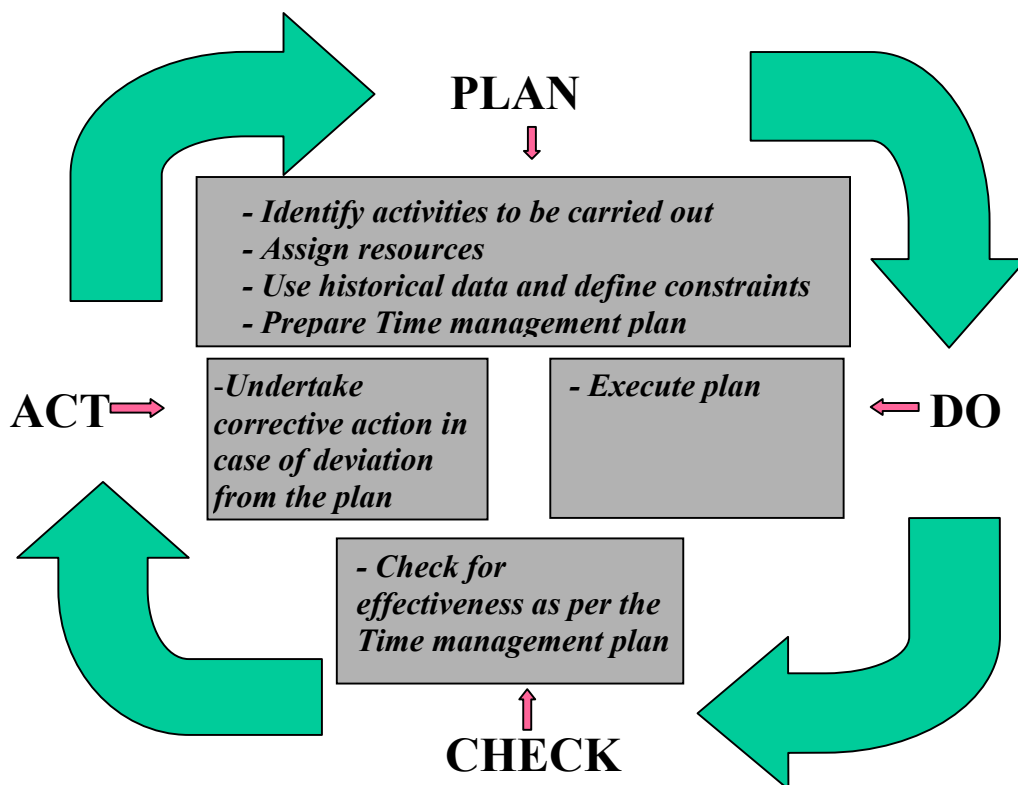 PLAN
- Identify activities to be carried out
- Assign resources
- Use historical data and define constraints
- Prepare Time management plan
ACT
-Undertake
corrective action in
case of deviation
from the plan
- Execute plan
DO
- Check for
effectiveness as per the
Time management plan
CHECK